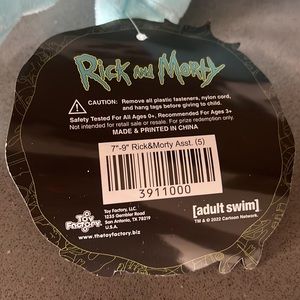 Rick and Morty
CAUTION: Remove all plastic fasteners, nylon cord,
and hang tags before giving to child.
Safety Tested For All Ages 0+, Recommended For Ages 3+
Not intended for retail sale or resale. For prize redemption only.
MADE & PRINTED IN CHINA
7"-9" Rick&Morty Asst. (5)
3911000
Toy
Factory
Toy Factory, LLC.
1235 Gembler Road
San Antonio, TX 78219
U.S.A.
www.thetoyfactory.biz
[adult swim]
TM & © 2022 Cartoon Network.